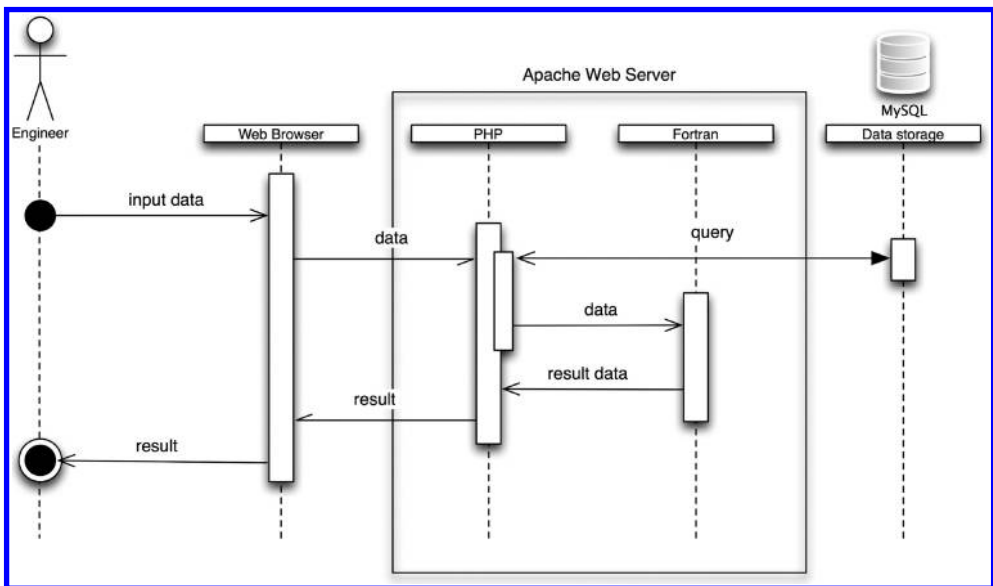 Apache Web Server
MySQL
Engineer
Web Browser
PHP
Fortran
Data storage
input data
data
query
data
result data
result
result